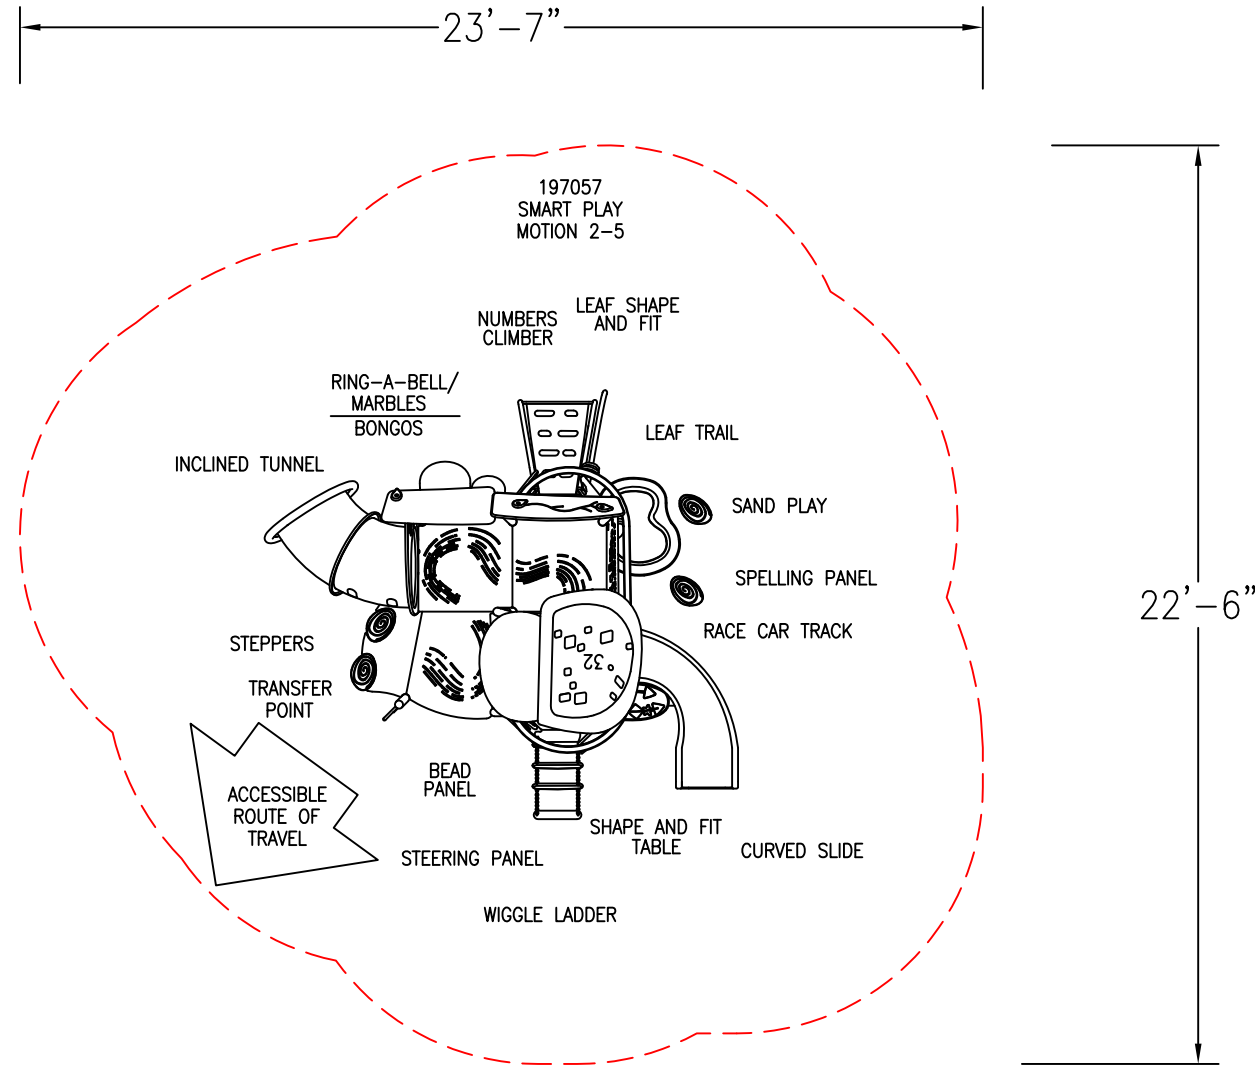 23'-7"
197057
SMART PLAY
MOTION 2-5
LEAF SHAPE
AND FIT
NUMBERS
CLIMBER
RING-A-BELL/
MARBLES
BONGOS
LEAF TRAIL
INCLINED TUNNEL
SAND PLAY
SPELLING PANEL
22'-6"
RACE CAR TRACK
STEPPERS
32
TRANSFER
POINT
BEAD
PANEL
ACCESSIBLE
ROUTE OF
TRAVEL
SHAPE AND FIT
TABLE
CURVED SLIDE
STEERING PANEL
WIGGLE LADDER